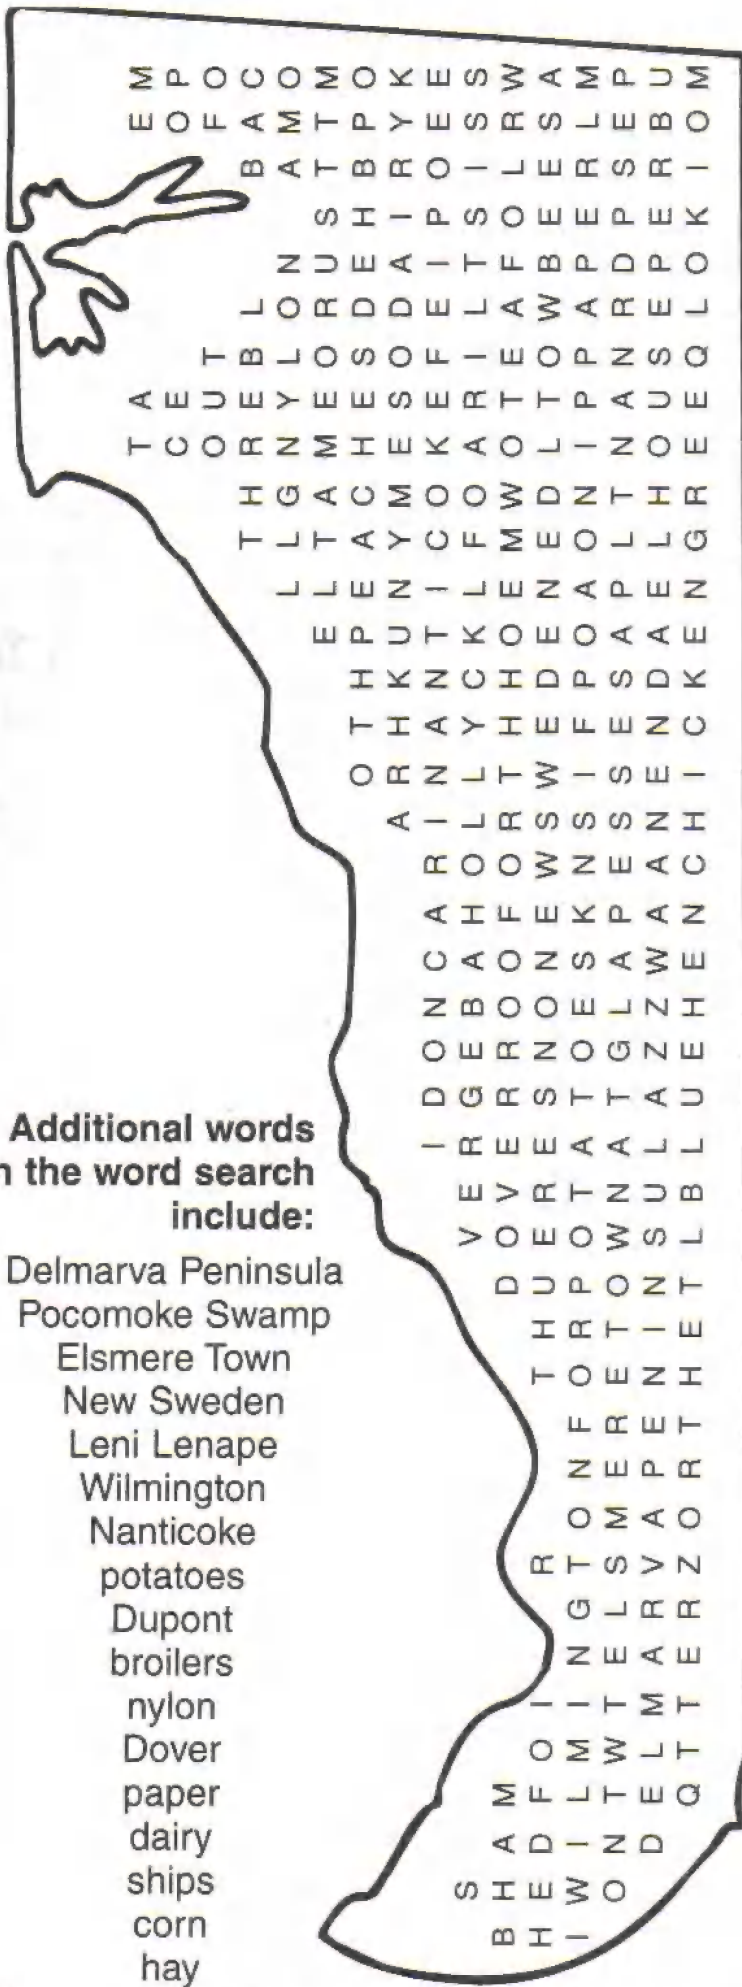 T A E M
C E O P
O U T F O
T H R E B L B A C
L L G N Y L O N A M O
E L T A M E O R U S T T M
O T H P E A C H E S D E H B P O
A R H K U N Y M E S O D A I R Y K
I D O N C A R I N A N T I C O K E F E I P O E E
S V E R G E B A H O L L Y C K L F O A R I L T S I S S
B H A M D O V E R R O O F O R T H H O E M W O T E A F O L R W
H E D F O I R T H U E R E S N O N E W S W E D E N E D L T O W B E E S A
I W I L M I N G T O N F O R P O T A T O E S K N S I F P O A O N I P P A P E R L M
O N T W T E L S M E R E T O W N A T G L A P E S S E S A P L T N A N R D P S E P
D E L M A R V A P E N I N S U L A Z Z W A A N E N D A E L H O U S E P E R B U
Q T T E R Z O R T H E T L B L U E H E N C H I C K E N G R E E Q L O K I O M
Additional words
n the word search
include:
Delmarva Peninsula
Pocomoke Swamp
Elsmere Town
New Sweden
Leni Lenape
Wilmington
Nanticoke
potatoes
Dupont
broilers
nylon
Dover
paper
dairy
ships
corn
hay